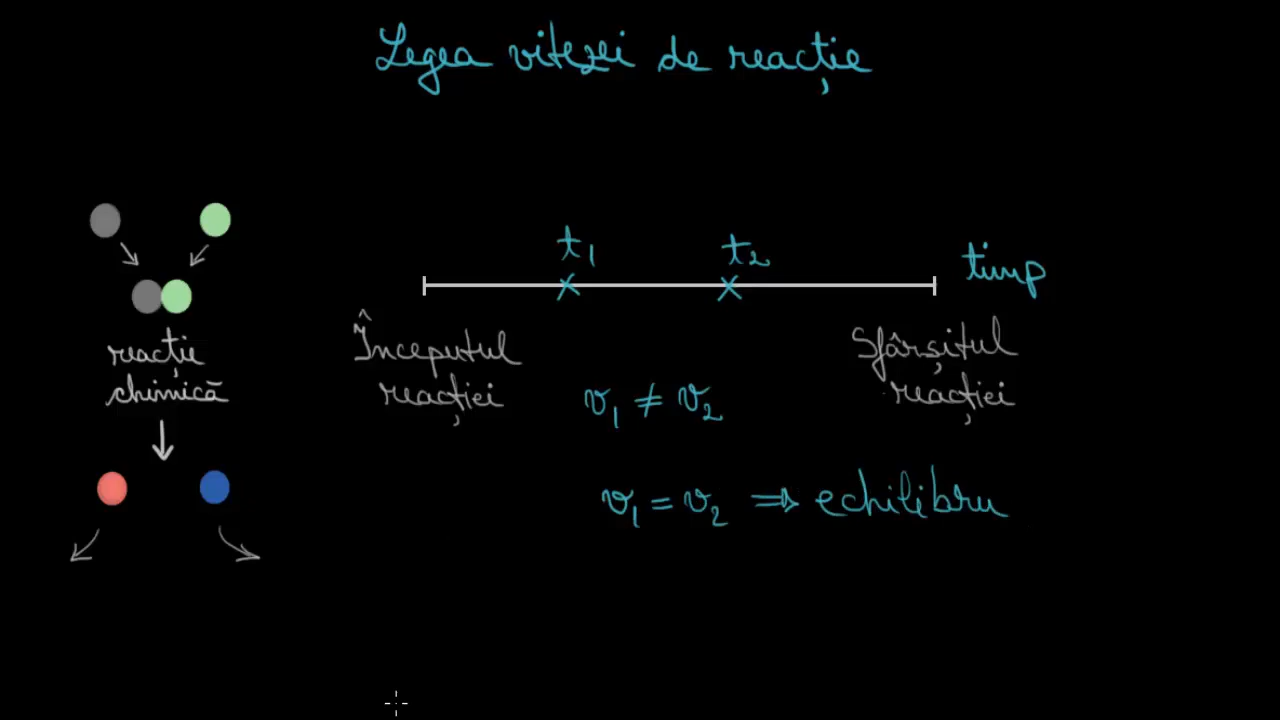 Legea vitezei de reacție
t₁ t₂ timp
Începutul reacției
Sfârșitul reacției
reacție
chimică
v₁ ≠ v₂
v₁ = v₂ ⇒ echilibru